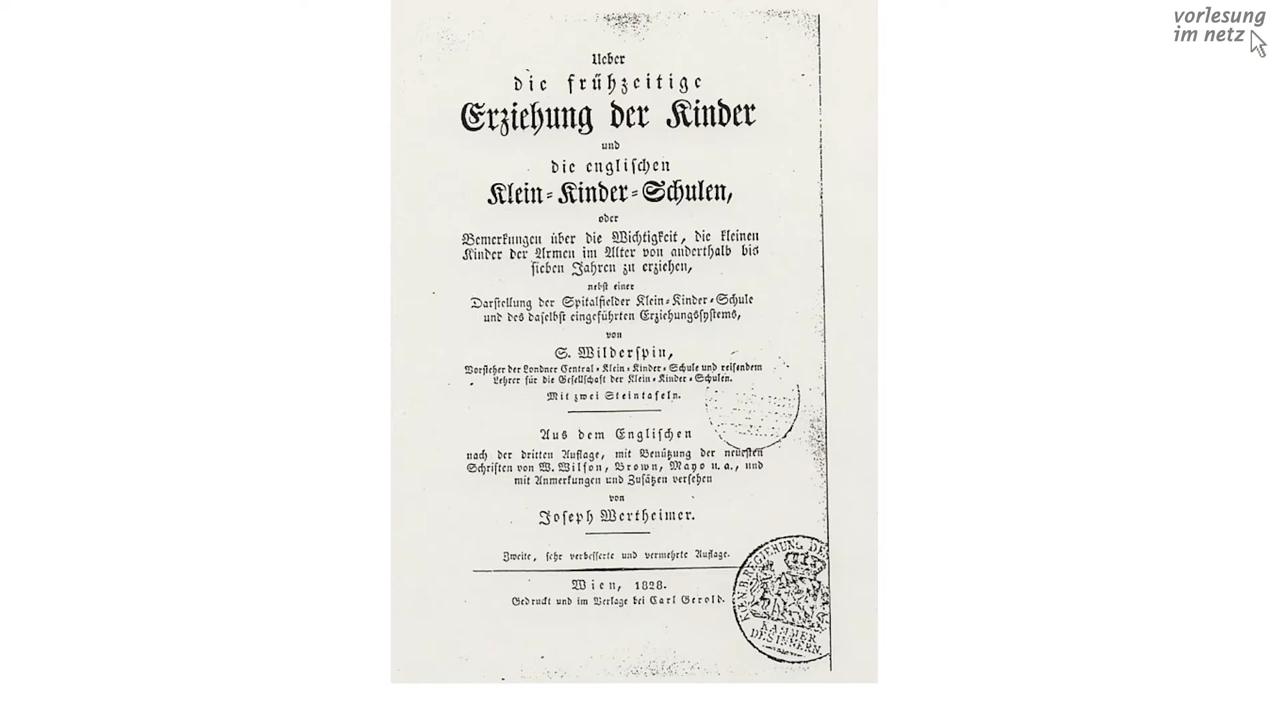 vorlesung
im netz
Ueber
die frühzeitige
Erziehung der Kinder
und
die englischen
Klein-Kinder-Schulen,
oder
Bemerkungen über die Wichtigkeit, die kleinen
Kinder der Armen im Alter von anderthalb bis
sieben Jahren zu erziehen,
nebst einer
Darstellung der Spitalfielder Klein-Kinder-Schule
und des daselbst eingeführten Erziehungssystems,
von
S. Wilderspin,
Vorsteher der Londner Central-Klein-Kinder-Schule und reisendem
Lehrer für die Gesellschaft der Klein-Kinder-Schulen.
Mit zwei Steintafeln.
Aus dem Englischen
nach der dritten Auflage, mit Benützung der neuesten
Schriften von W. Wilson, Brown, Mayo u. a., und
mit Anmerkungen und Zusätzen versehen
von
Joseph Wertheimer.
Zweite, sehr verbesserte und vermehrte Auflage.
Wien, 1828.
Gedruckt und im Verlage bei Carl Gerold.
REGIERUNG DE
KAMMER
DES INNERN.